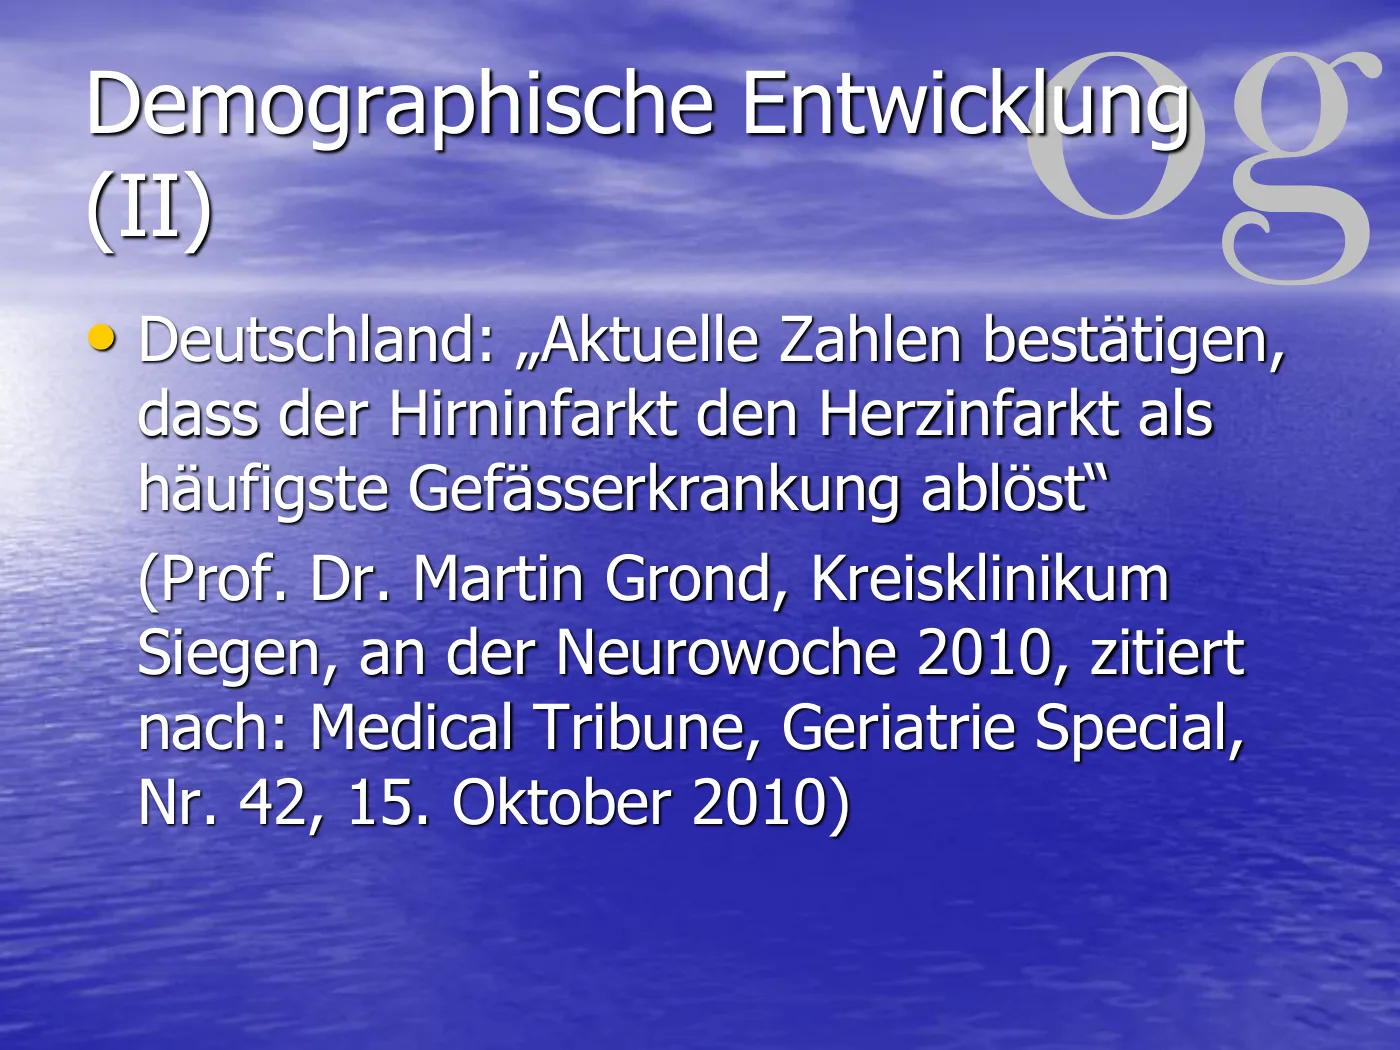 Demographische Entwicklung
(II)
og
• Deutschland: „Aktuelle Zahlen bestätigen,
dass der Hirninfarkt den Herzinfarkt als
häufigste Gefässerkrankung ablöst“
(Prof. Dr. Martin Grond, Kreisklinikum
Siegen, an der Neurowoche 2010, zitiert
nach: Medical Tribune, Geriatrie Special,
Nr. 42, 15. Oktober 2010)